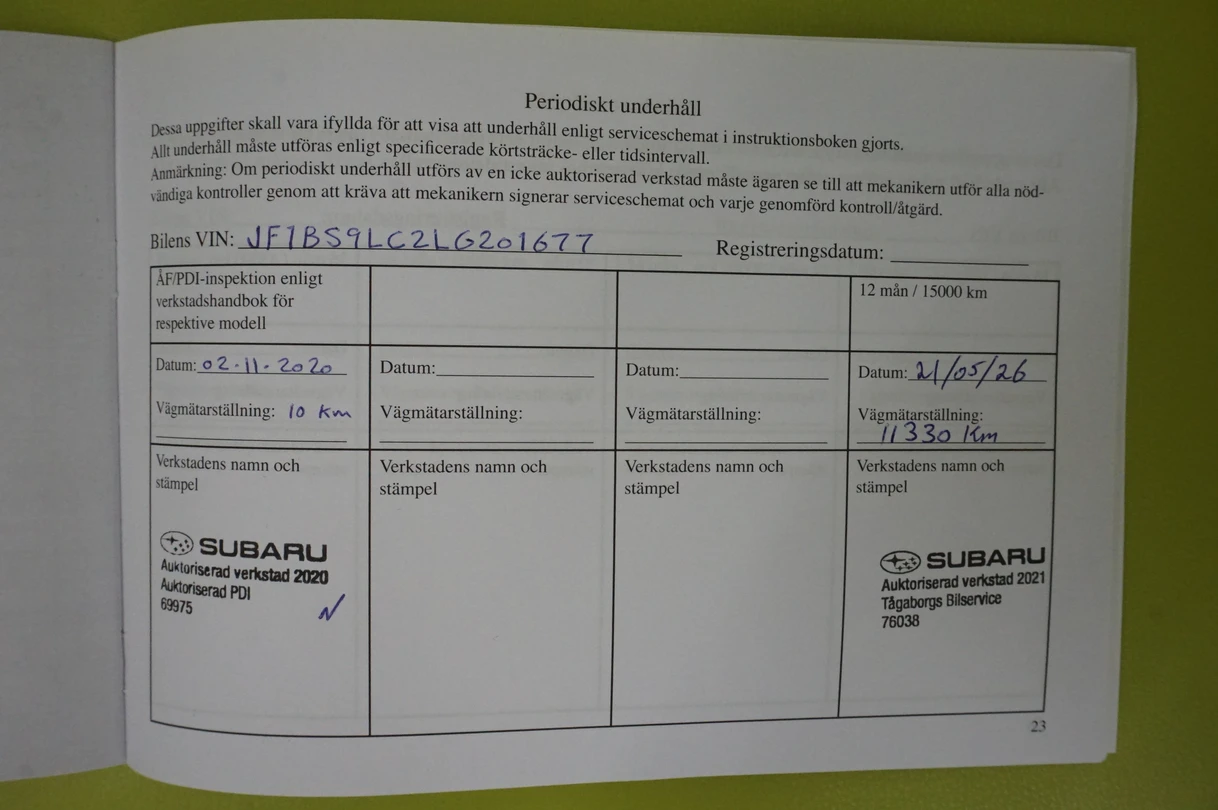 Periodiskt underhåll
Dessa uppgifter skall vara ifyllda för att visa att underhåll enligt serviceschemat i instruktionsboken gjorts.
Allt underhåll måste utföras enligt specificerade körtsträcke- eller tidsintervall.
Anmärkning: Om periodiskt underhåll utförs av en icke auktoriserad verkstad måste ägaren se till att mekanikern utför alla nöd-
vändiga kontroller genom att kräva att mekanikern signerar serviceschemat och varje genomförd kontroll/åtgärd.
Bilens VIN: JF1BS9LC2LG201677 Registreringsdatum:
ÅF/PDI-inspektion enligt
verkstadshandbok för
respektive modell
12 mån / 15000 km
Datum: 02-11-2020
Datum:
Datum:
Datum: 21/05/26
Vägmätarställning: 10 Km
Vägmätarställning:
Vägmätarställning:
Vägmätarställning:
11330 Km
Verkstadens namn och
stämpel
Verkstadens namn och
stämpel
Verkstadens namn och
stämpel
Verkstadens namn och
stämpel
SUBARU
Auktoriserad verkstad 2020
Auktoriserad PDI
69975
SUBARU
Auktoriserad verkstad 2021
Tågaborgs Bilservice
76038
23